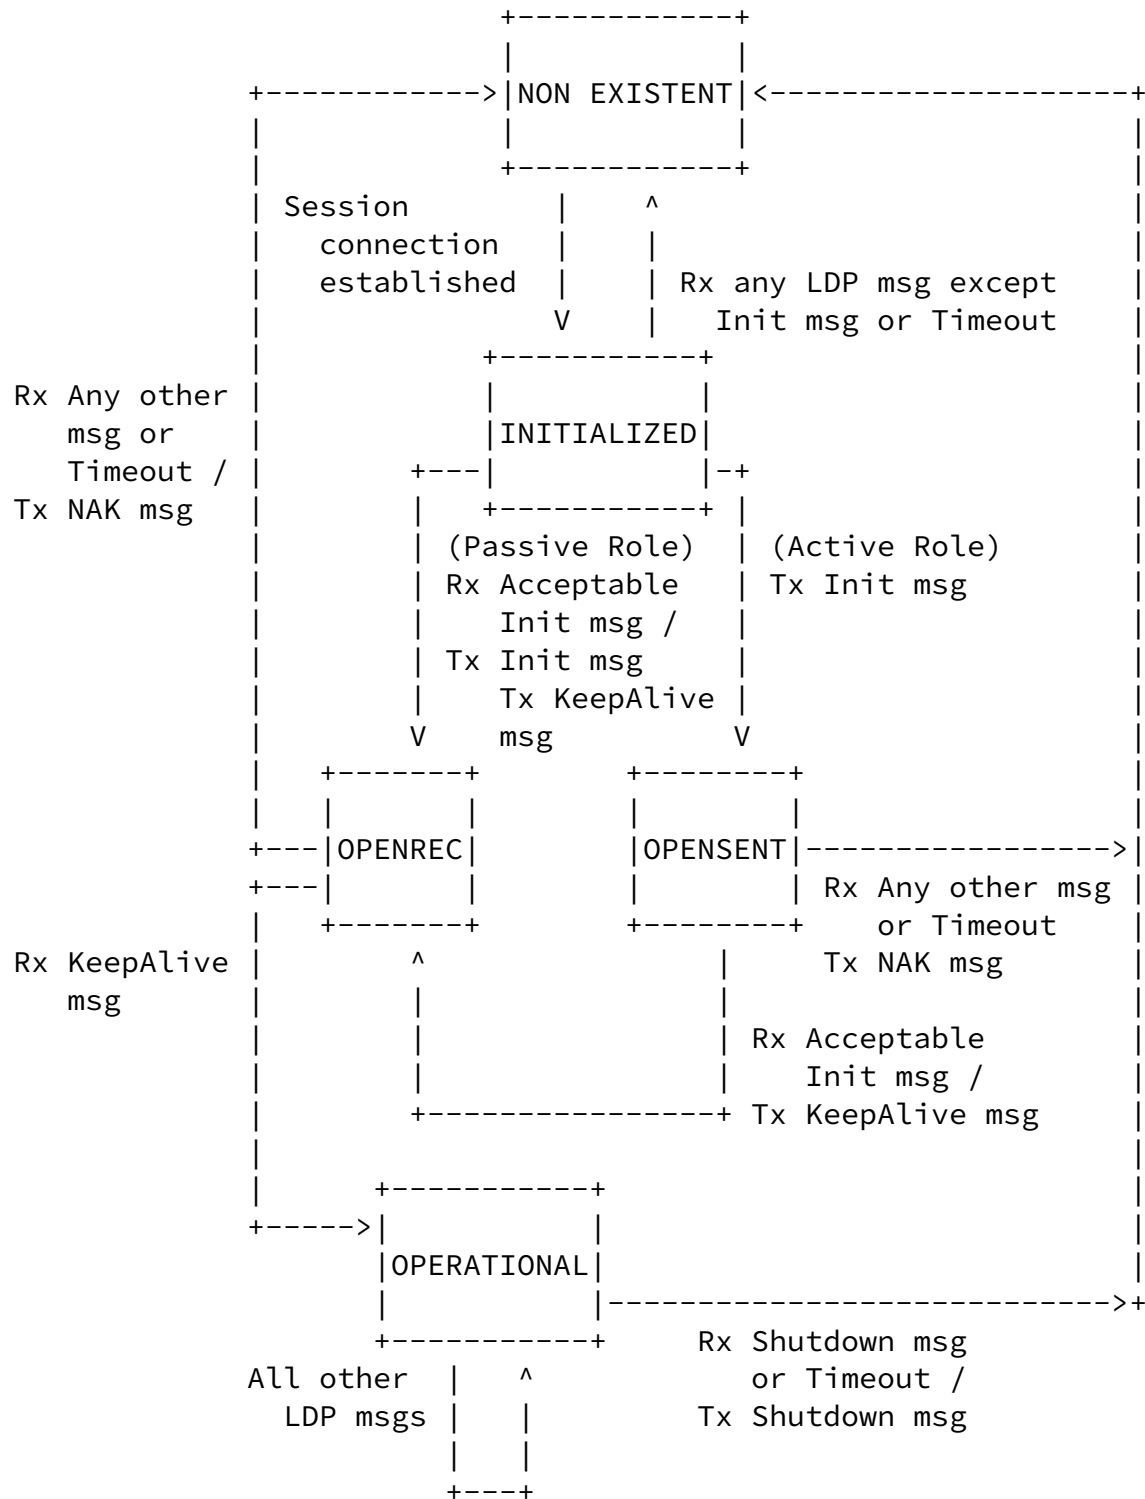 NON EXISTENT
Session
connection
established
Rx any LDP msg except
Init msg or Timeout
Rx Any other
msg or
Timeout /
Tx NAK msg
INITIALIZED
(Passive Role)
Rx Acceptable
Init msg /
Tx Init msg
Tx KeepAlive
msg
(Active Role)
Tx Init msg
OPENREC
OPENSENT
Rx Any other msg
or Timeout
Tx NAK msg
Rx KeepAlive
msg
Rx Acceptable
Init msg /
Tx KeepAlive msg
OPERATIONAL
Rx Shutdown msg
or Timeout /
Tx Shutdown msg
All other
LDP msgs